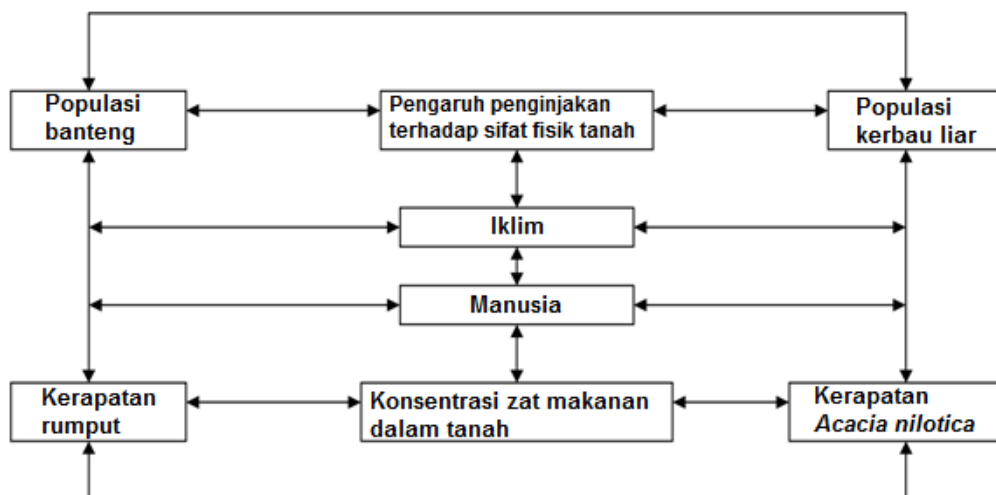 Populasi
banteng
Pengaruh penginjakan
terhadap sifat fisik tanah
Populasi
kerbau liar
Iklim
Manusia
Kerapatan
rumput
Konsentrasi zat makanan
dalam tanah
Kerapatan
Acacia nilotica